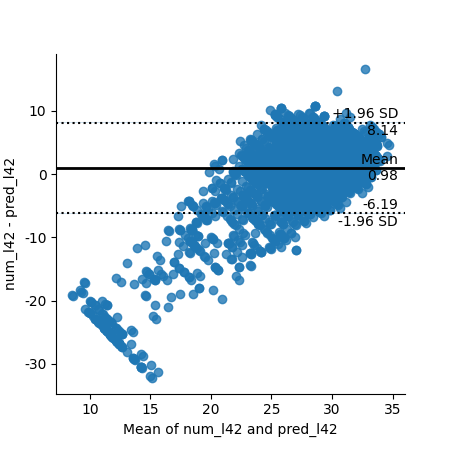 +1.96 SD
8.14
Mean
0.98
-6.19
-1.96 SD
10
0
-10
-20
-30
num_l42 - pred_l42
10 15 20 25 30 35
Mean of num_l42 and pred_l42